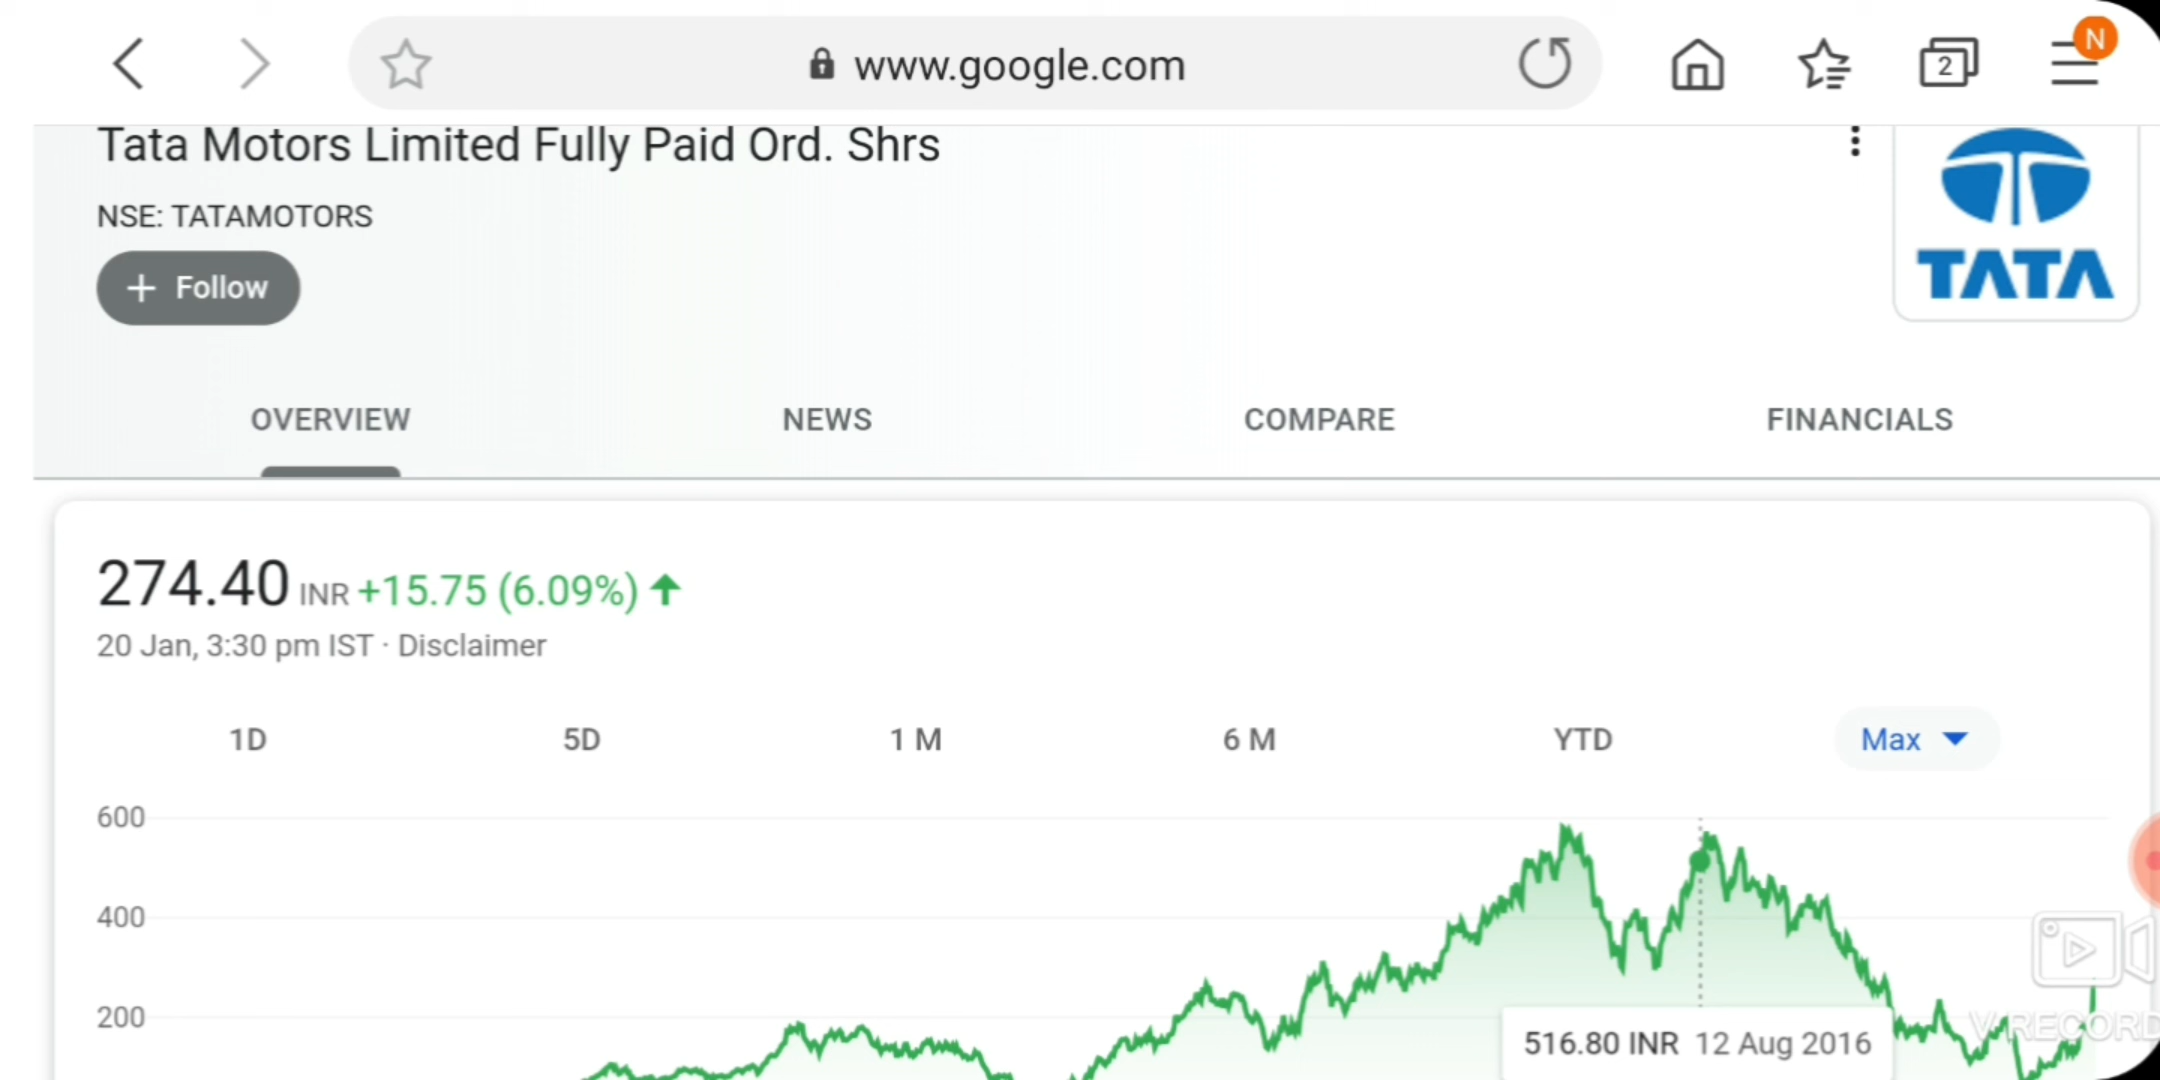 www.google.com
2
N
Tata Motors Limited Fully Paid Ord. Shrs
NSE: TATAMOTORS
+ Follow
TATA
OVERVIEW NEWS COMPARE FINANCIALS
274.40 INR +15.75 (6.09%)
20 Jan, 3:30 pm IST · Disclaimer
1D 5D 1 M 6 M YTD Max
600
400
200
516.80 INR 12 Aug 2016
V RECORD